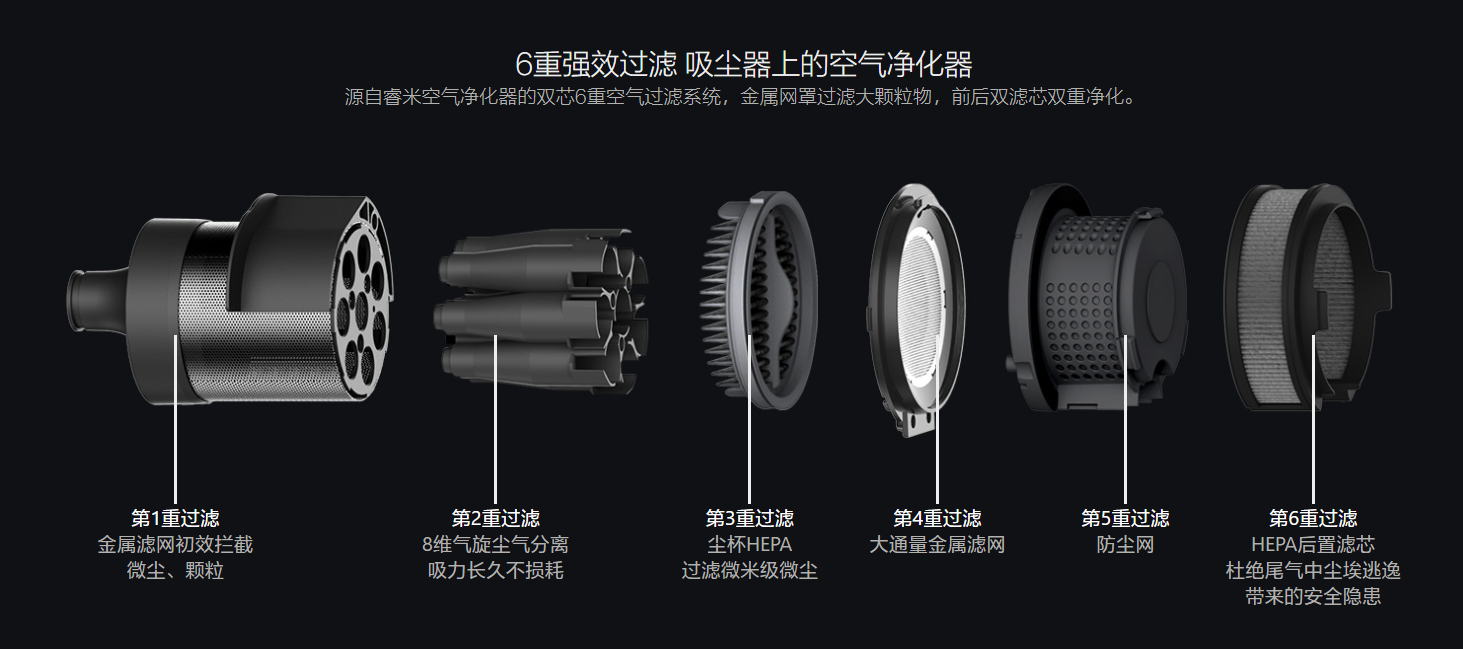 6重强效过滤 吸尘器上的空气净化器
源自睿米空气净化器的双芯6重空气过滤系统，金属网罩过滤大颗粒物，前后双滤芯双重净化。
第1重过滤
金属滤网初效拦截
微尘、颗粒
第2重过滤
8维气旋尘气分离
吸力长久不损耗
第3重过滤
尘杯HEPA
过滤微米级微尘
第4重过滤
大通量金属滤网
第5重过滤
防尘网
第6重过滤
HEPA后置滤芯
杜绝尾气中尘埃逃逸
带来的安全隐患